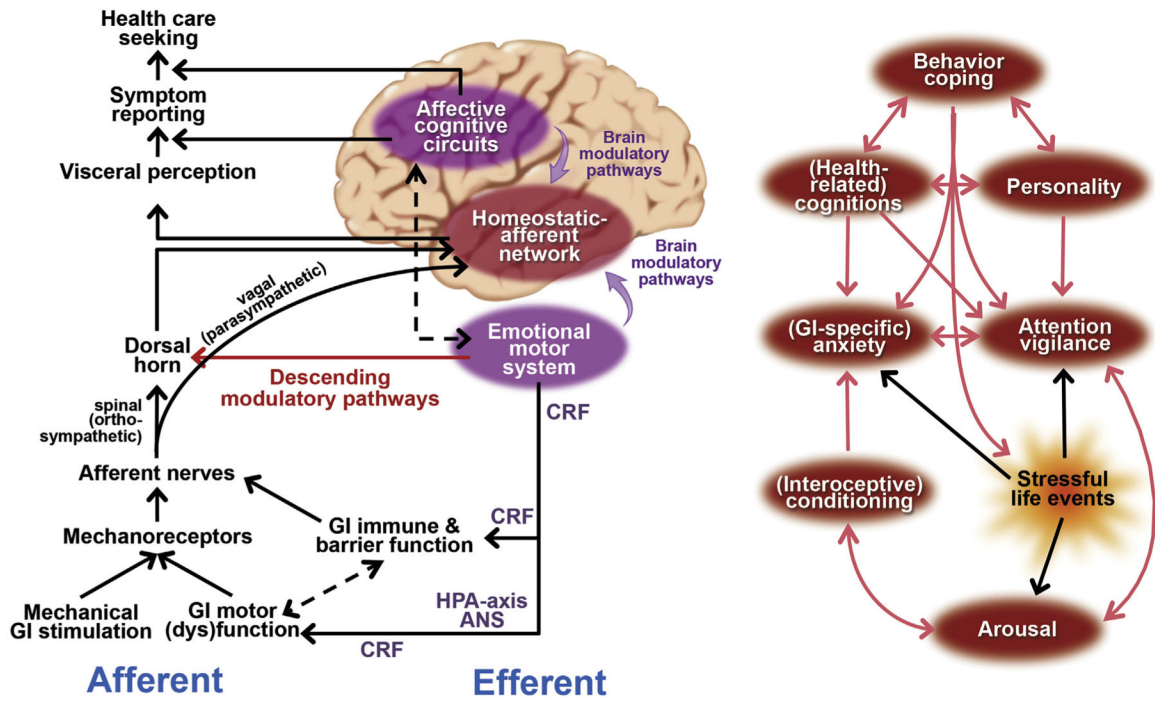 Health care
seeking
Symptom
reporting
Visceral perception
Affective
cognitive
circuits
Brain
modulatory
pathways
Homeostatic-
afferent
network
Brain
modulatory
pathways
vagal
(parasympathetic)
Emotional
motor
system
Dorsal
horn
Descending
modulatory pathways
spinal
(ortho-
sympathetic)
CRF
Afferent nerves
Mechanoreceptors
GI immune &
barrier function
CRF
Mechanical
GI stimulation
GI motor
(dys)function
HPA-axis
ANS
CRF
Afferent
Efferent
Behavior
coping
(Health-
related)
cognitions
Personality
(GI-specific)
anxiety
Attention
vigilance
(Interoceptive)
conditioning
Stressful
life events
Arousal